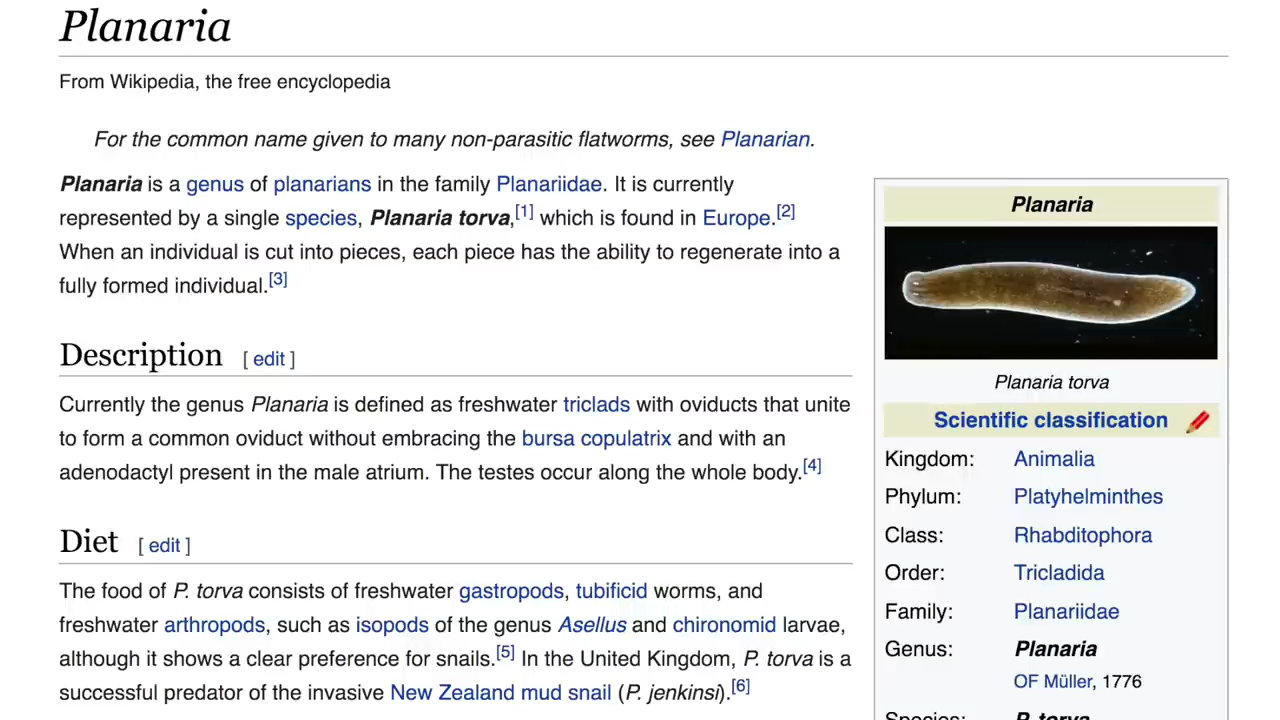 Planaria
From Wikipedia, the free encyclopedia
For the common name given to many non-parasitic flatworms, see Planarian.
Planaria is a genus of planarians in the family Planariidae. It is currently
represented by a single species, Planaria torva,[1] which is found in Europe.[2]
When an individual is cut into pieces, each piece has the ability to regenerate into a
fully formed individual.[3]
Description [ edit ]
Currently the genus Planaria is defined as freshwater triclads with oviducts that unite
to form a common oviduct without embracing the bursa copulatrix and with an
adenodactyl present in the male atrium. The testes occur along the whole body.[4]
Diet [ edit ]
The food of P. torva consists of freshwater gastropods, tubificid worms, and
freshwater arthropods, such as isopods of the genus Asellus and chironomid larvae,
although it shows a clear preference for snails.[5] In the United Kingdom, P. torva is a
successful predator of the invasive New Zealand mud snail (P. jenkinsi).[6]
Planaria
Planaria torva
Scientific classification
Kingdom: Animalia
Phylum: Platyhelminthes
Class: Rhabditophora
Order: Tricladida
Family: Planariidae
Genus: Planaria
OF Müller, 1776
Species: P. torva